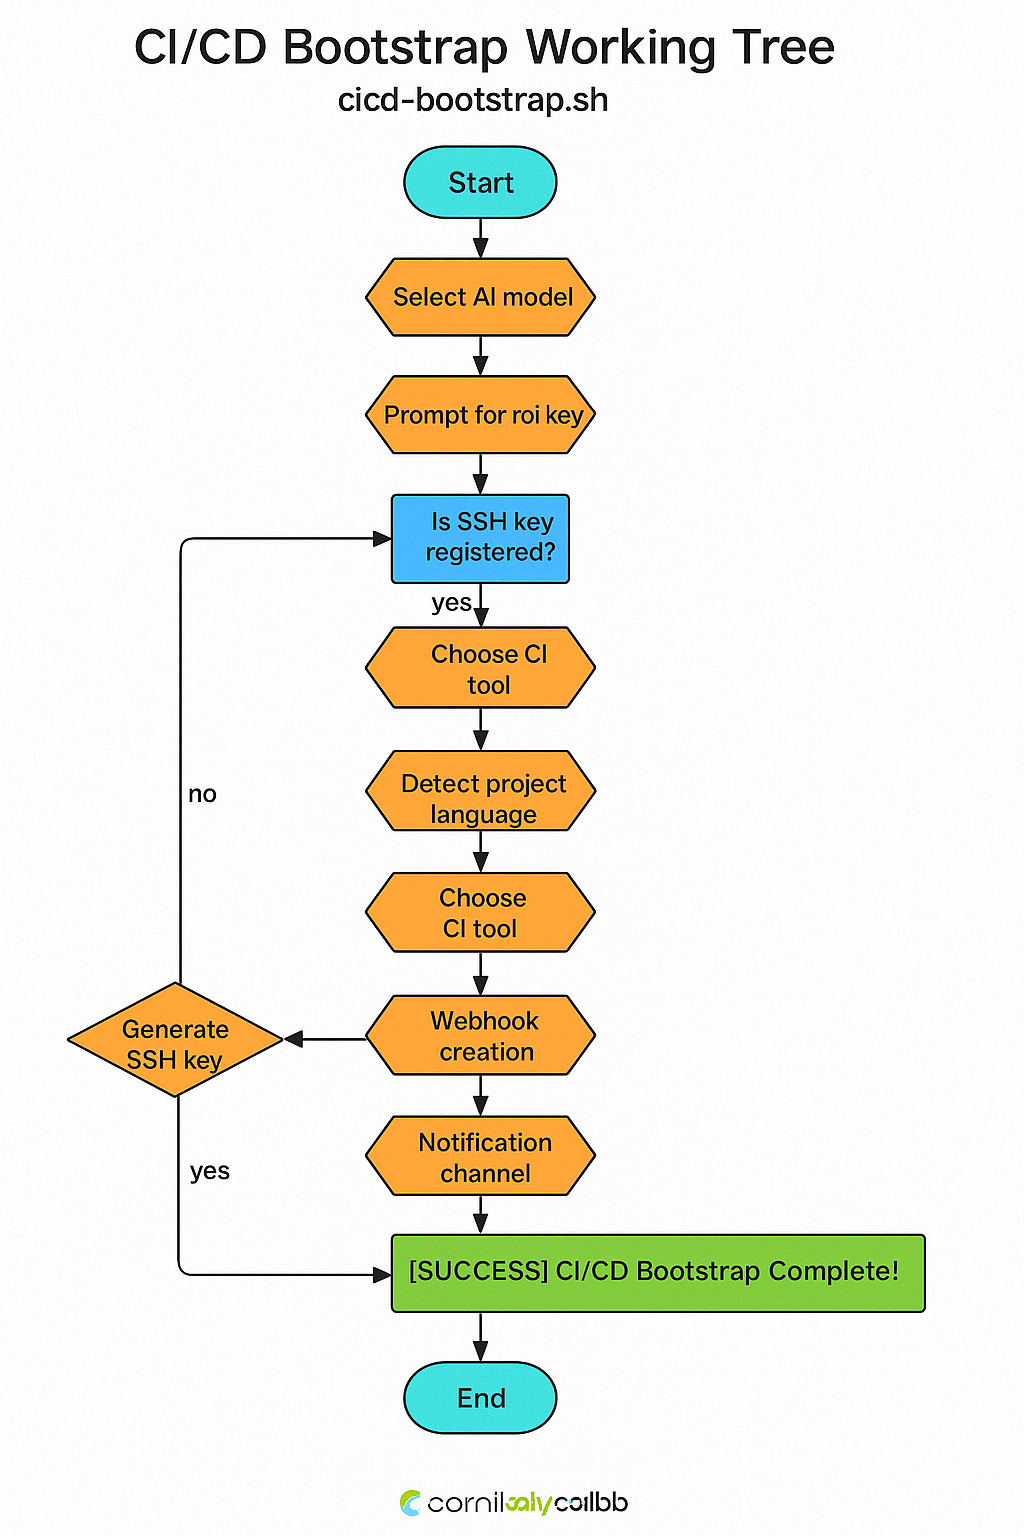 CI/CD Bootstrap Working Tree
cicd-bootstrap.sh
Start
Select AI model
Prompt for roi key
Is SSH key
registered?
yes
Choose CI
tool
Detect project
language
no
Choose
CI tool
Webhook
creation
Generate
SSH key
Notification
channel
yes
[SUCCESS] CI/CD Bootstrap Complete!
End